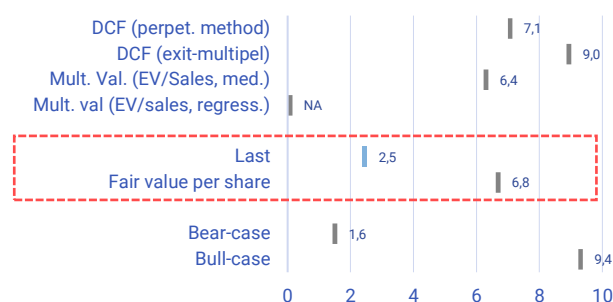 DCF (perpet. method) 7,1
DCF (exit-multipel) 9,0
Mult. Val. (EV/Sales, med.) 6,4
Mult. val (EV/sales, regress.) NA
Last 2,5
Fair value per share 6,8
Bear-case 1,6
Bull-case 9,4
0 2 4 6 8 10